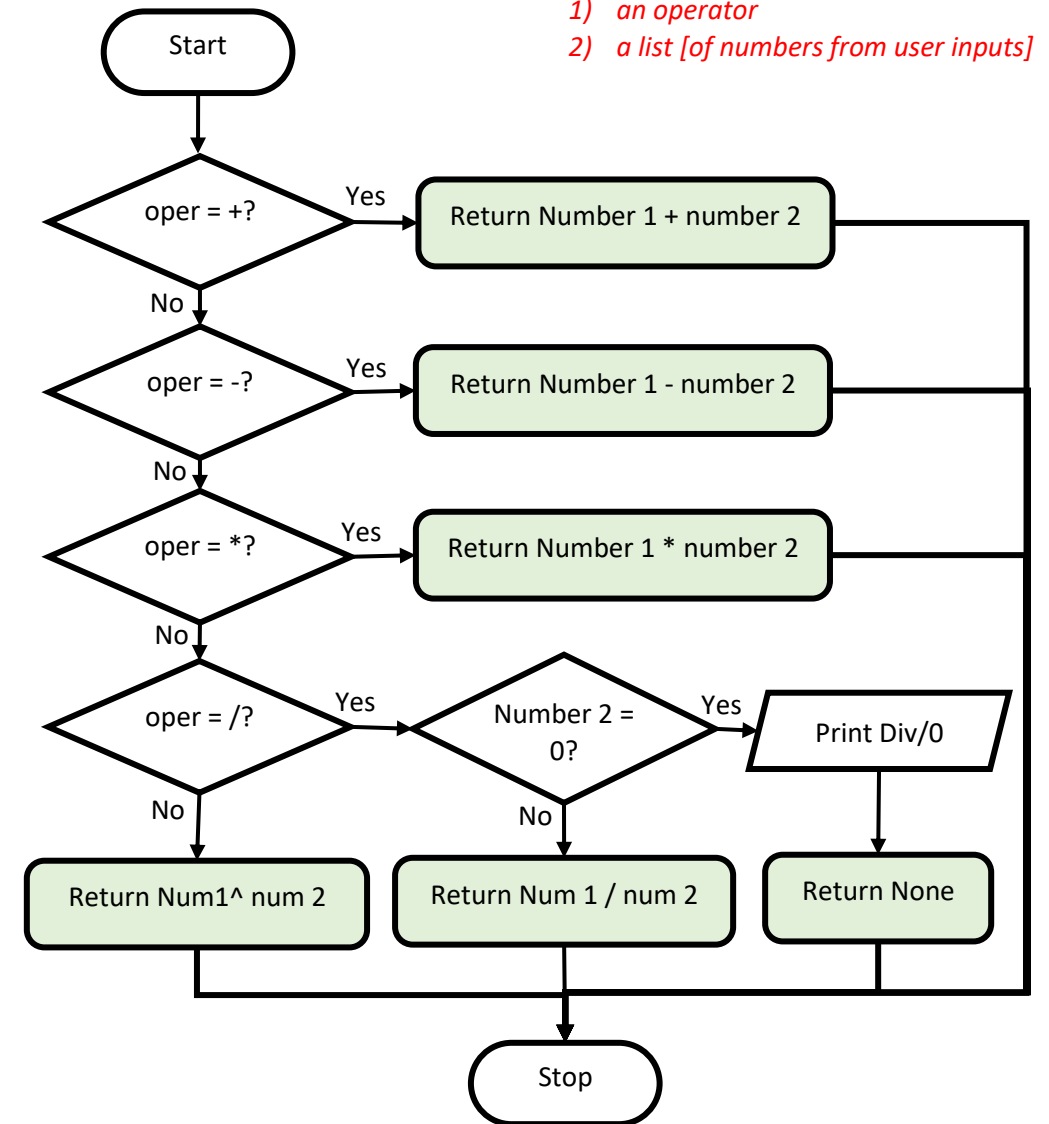 1) an operator
2) a list [of numbers from user inputs]
Start
oper = +?
Yes
Return Number 1 + number 2
No
oper = -?
Yes
Return Number 1 - number 2
No
oper = *?
Yes
Return Number 1 * number 2
No
oper = /?
Yes
Number 2 =
0?
Yes
Print Div/0
No
No
Return Num1^ num 2
Return Num 1 / num 2
Return None
Stop